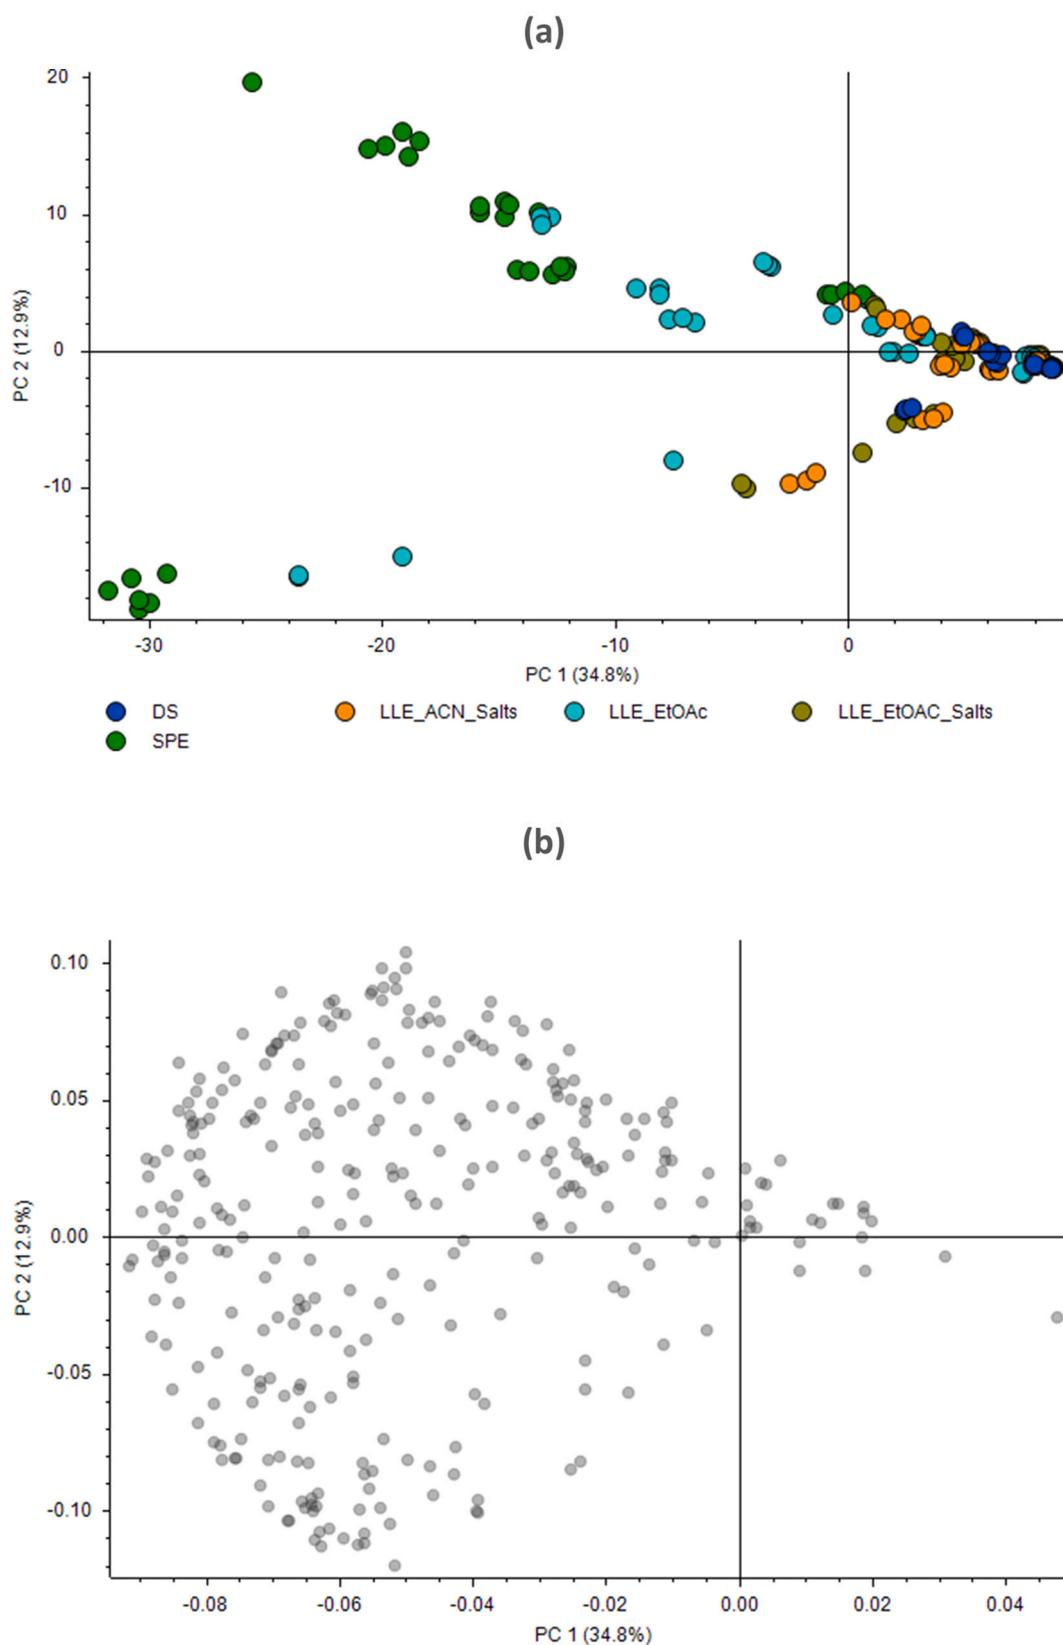 (a)
20
10
0
-10
PC 2 (12.9%)
-30 -20 -10 0
PC 1 (34.8%)
DS LLE_ACN_Salts LLE_EtOAc LLE_EtOAC_Salts
SPE
(b)
0.10
0.05
0.00
-0.05
-0.10
PC 2 (12.9%)
-0.08 -0.06 -0.04 -0.02 0.00 0.02 0.04
PC 1 (34.8%)